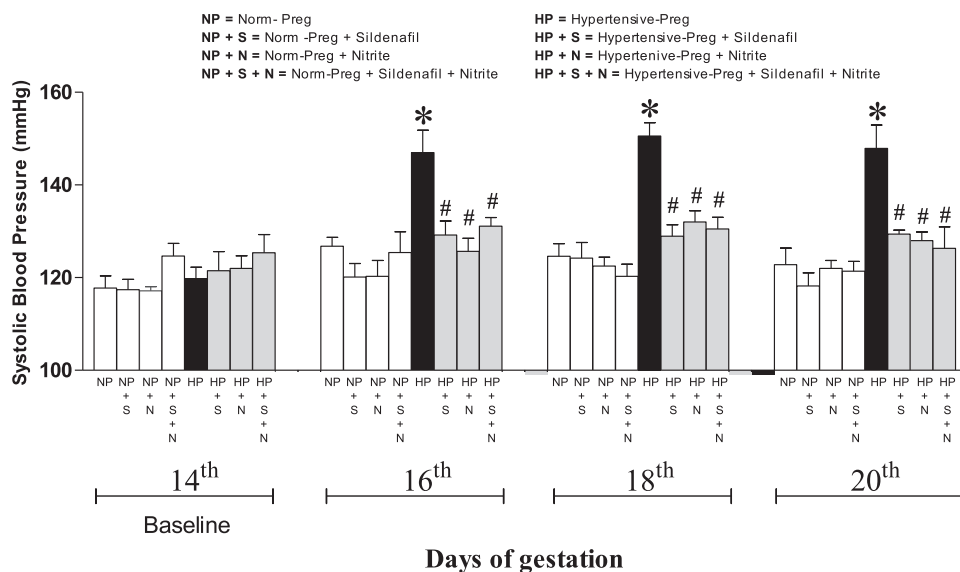 NP = Norm- Preg
NP + S = Norm -Preg + Sildenafil
NP + N = Norm-Preg + Nitrite
NP + S + N = Norm-Preg + Sildenafil + Nitrite
HP = Hypertensive-Preg
HP + S = Hypertensive-Preg + Sildenafil
HP + N = Hypertenive-Preg + Nitrite
HP + S + N = Hypertensive-Preg + Sildenafil + Nitrite
Systolic Blood Pressure (mmHg)
160
140
120
100
* # # #
* # # #
* # # #
NP NP+S NP+N NP+S+N HP HP+S HP+N HP+S+N
NP NP+S NP+N NP+S+N HP HP+S HP+N HP+S+N
NP NP+S NP+N NP+S+N HP HP+S HP+N HP+S+N
NP NP+S NP+N NP+S+N HP HP+S HP+N HP+S+N
14th 16th 18th 20th
Baseline
Days of gestation